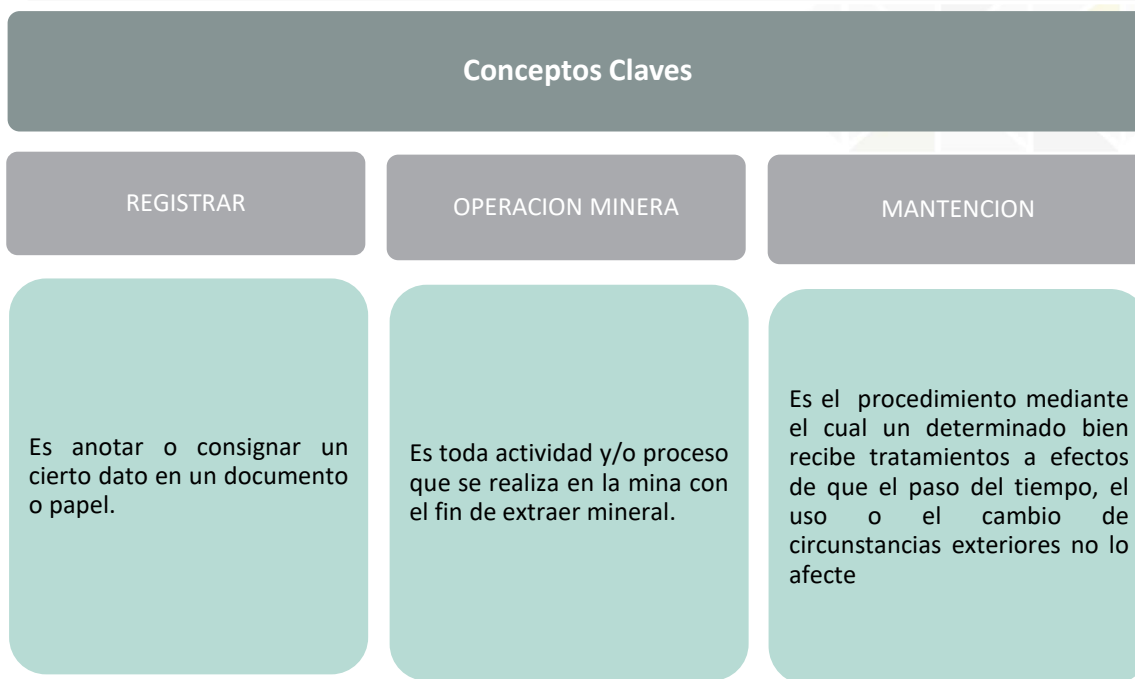 Conceptos Claves
REGISTRAR
Es anotar o consignar un
cierto dato en un documento
o papel.
OPERACION MINERA
Es toda actividad y/o proceso
que se realiza en la mina con
el fin de extraer mineral.
MANTENCION
Es el procedimiento mediante
el cual un determinado bien
recibe tratamientos a efectos
de que el paso del tiempo, el
uso o el cambio de
circunstancias exteriores no lo
afecte